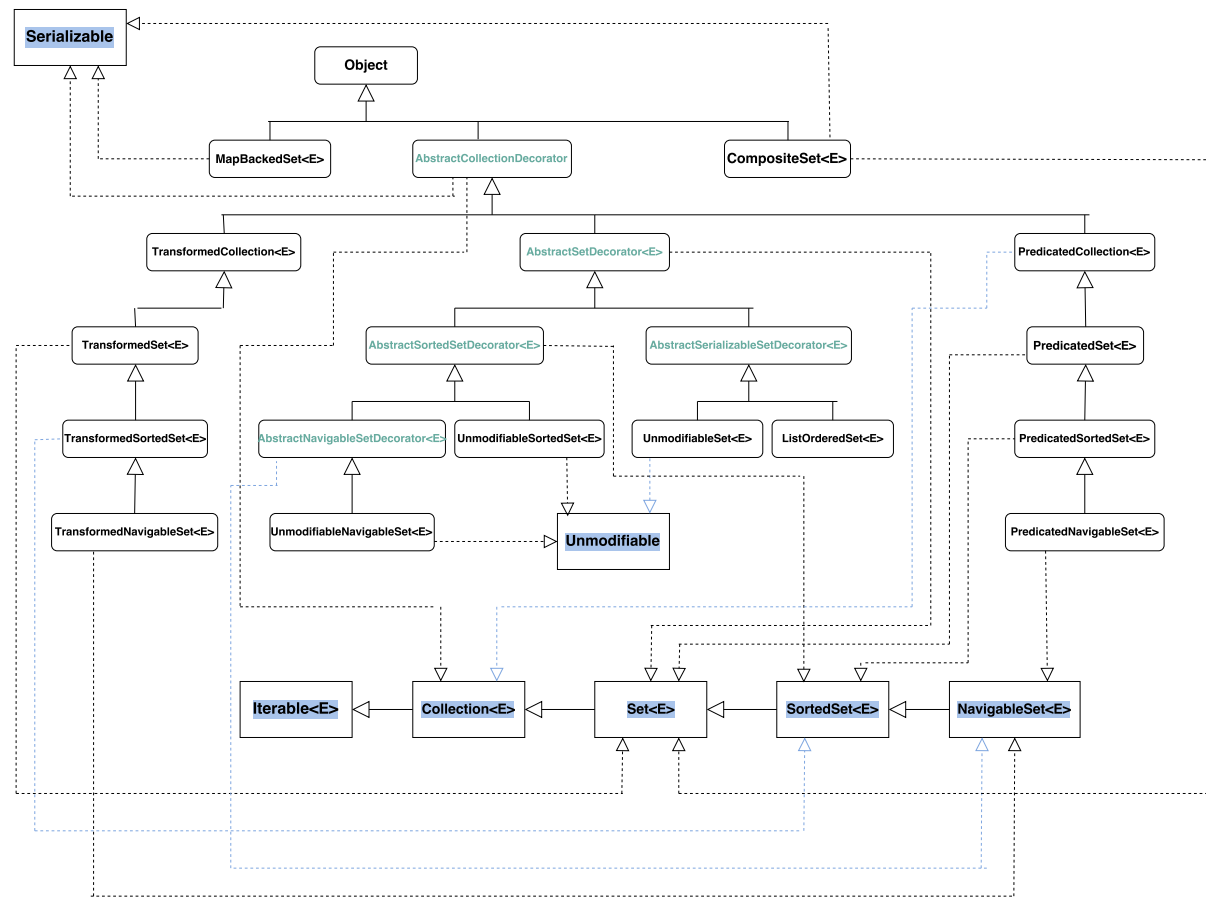 Serializable
Object
MapBackedSet<E>
AbstractCollectionDecorator
CompositeSet<E>
TransformedCollection<E>
AbstractSetDecorator<E>
PredicatedCollection<E>
TransformedSet<E>
AbstractSortedSetDecorator<E>
AbstractSerializableSetDecorator<E>
PredicatedSet<E>
TransformedSortedSet<E>
AbstractNavigableSetDecorator<E>
UnmodifiableSortedSet<E>
UnmodifiableSet<E>
ListOrderedSet<E>
PredicatedSortedSet<E>
TransformedNavigableSet<E>
UnmodifiableNavigableSet<E>
Unmodifiable
PredicatedNavigableSet<E>
Iterable<E>
Collection<E>
Set<E>
SortedSet<E>
NavigableSet<E>